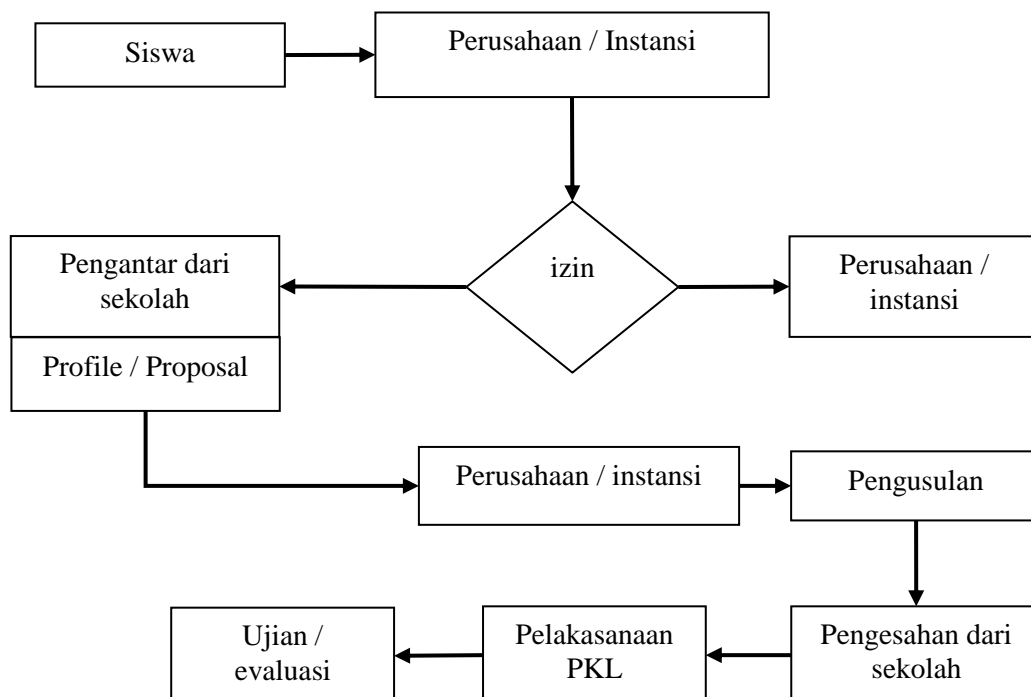 Siswa
Perusahaan / Instansi
izin
Pengantar dari
sekolah
Profile / Proposal
Perusahaan /
instansi
Perusahaan / instansi
Pengusulan
Pengesahan dari
sekolah
Pelakasanaan
PKL
Ujian /
evaluasi